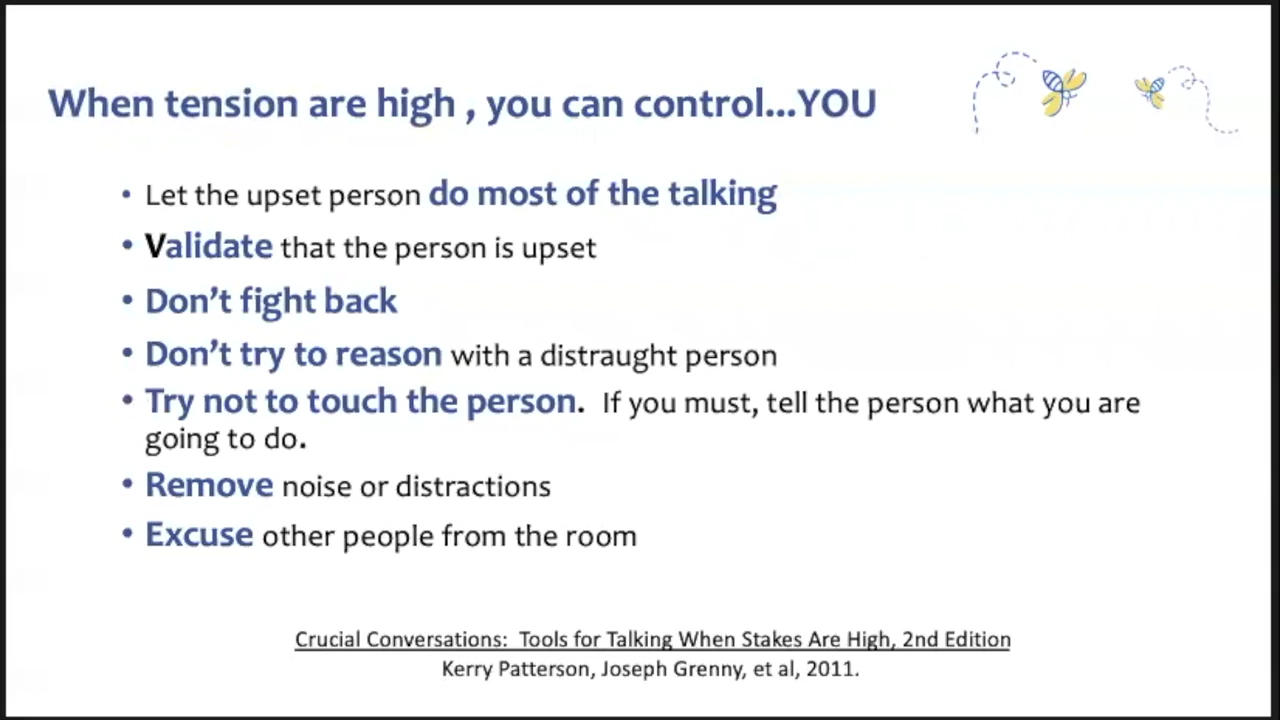 When tension are high , you can control...YOU
• Let the upset person do most of the talking
• Validate that the person is upset
• Don’t fight back
• Don’t try to reason with a distraught person
• Try not to touch the person.  If you must, tell the person what you are
going to do.
• Remove noise or distractions
• Excuse other people from the room
Crucial Conversations:  Tools for Talking When Stakes Are High, 2nd Edition
Kerry Patterson, Joseph Grenny, et al, 2011.